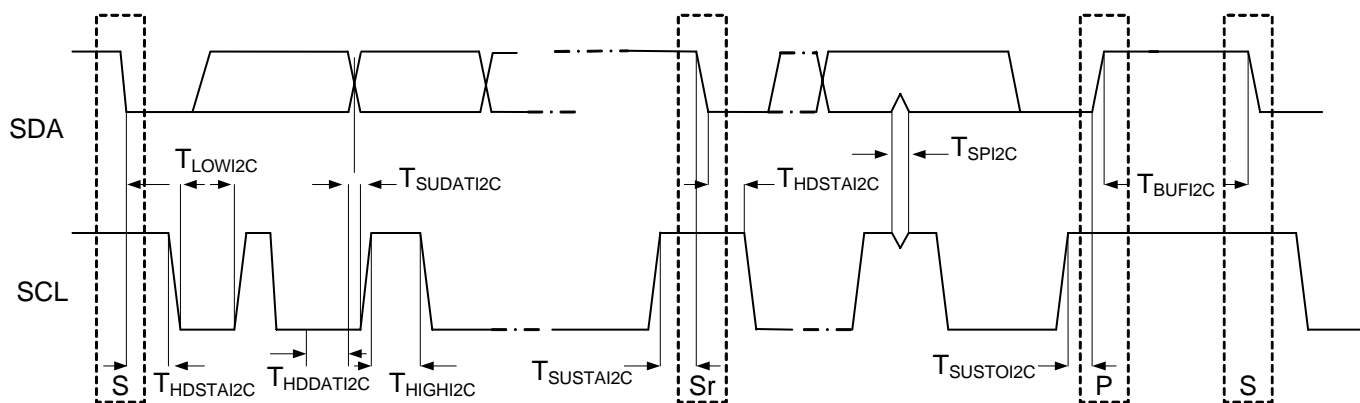 SDA
T_LOWI2C
T_SUDATI2C
T_HDSTAI2C
T_SPI2C
T_BUFI2C
SCL
S
T_HDSTAI2C
T_HDDATI2C
T_HIGHI2C
T_SUSTAI2C
Sr
T_SUSTOI2C
P
S